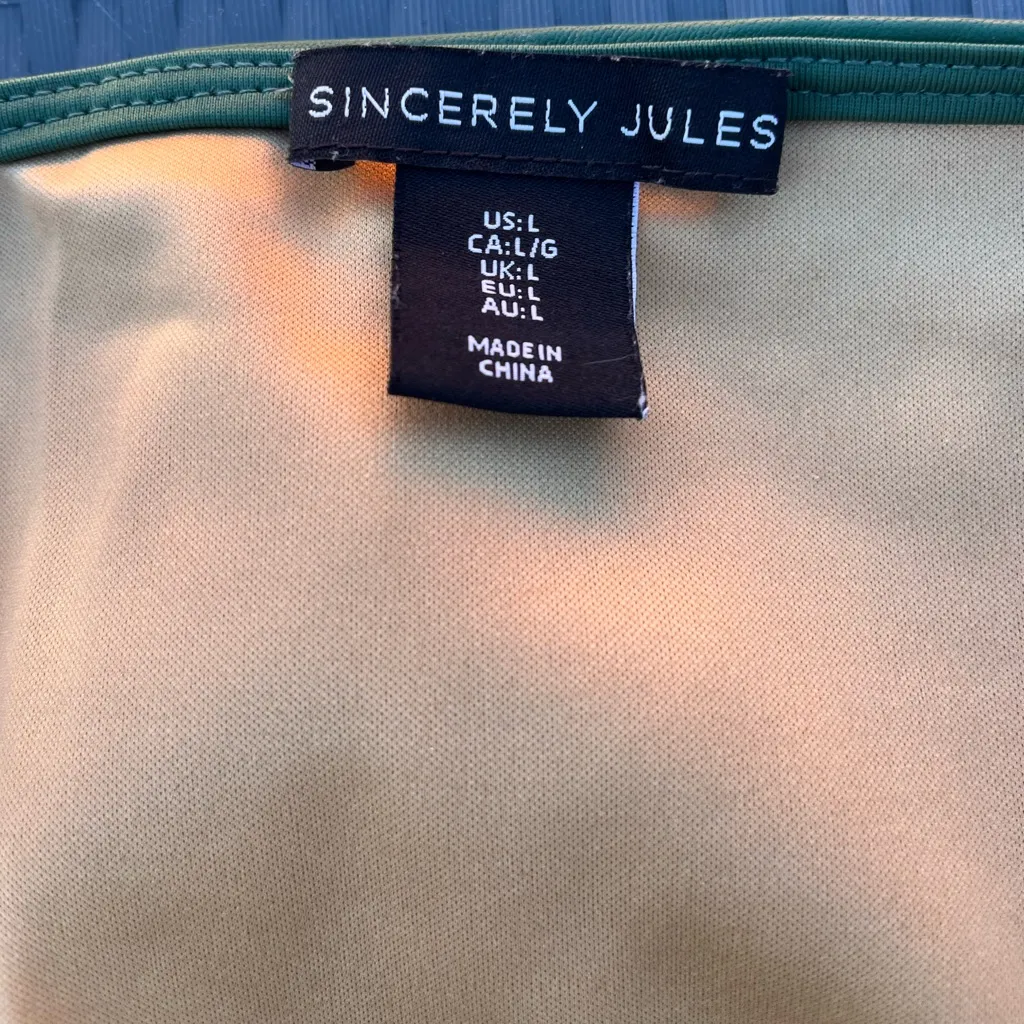 SINCERELY JULES
US: L
CA: L/G
UK: L
EU: L
AU: L
MADE IN
CHINA